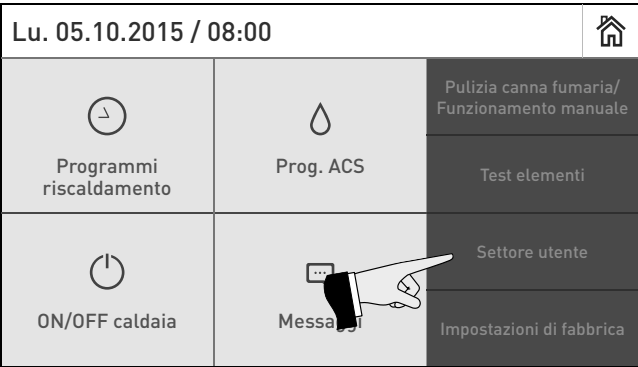 Lu. 05.10.2015 / 08:00
Pulizia canna fumaria/
Funzionamento manuale
Programmi
riscaldamento
Prog. ACS
Test elementi
Settore utente
ON/OFF caldaia
Messaggi
Impostazioni di fabbrica